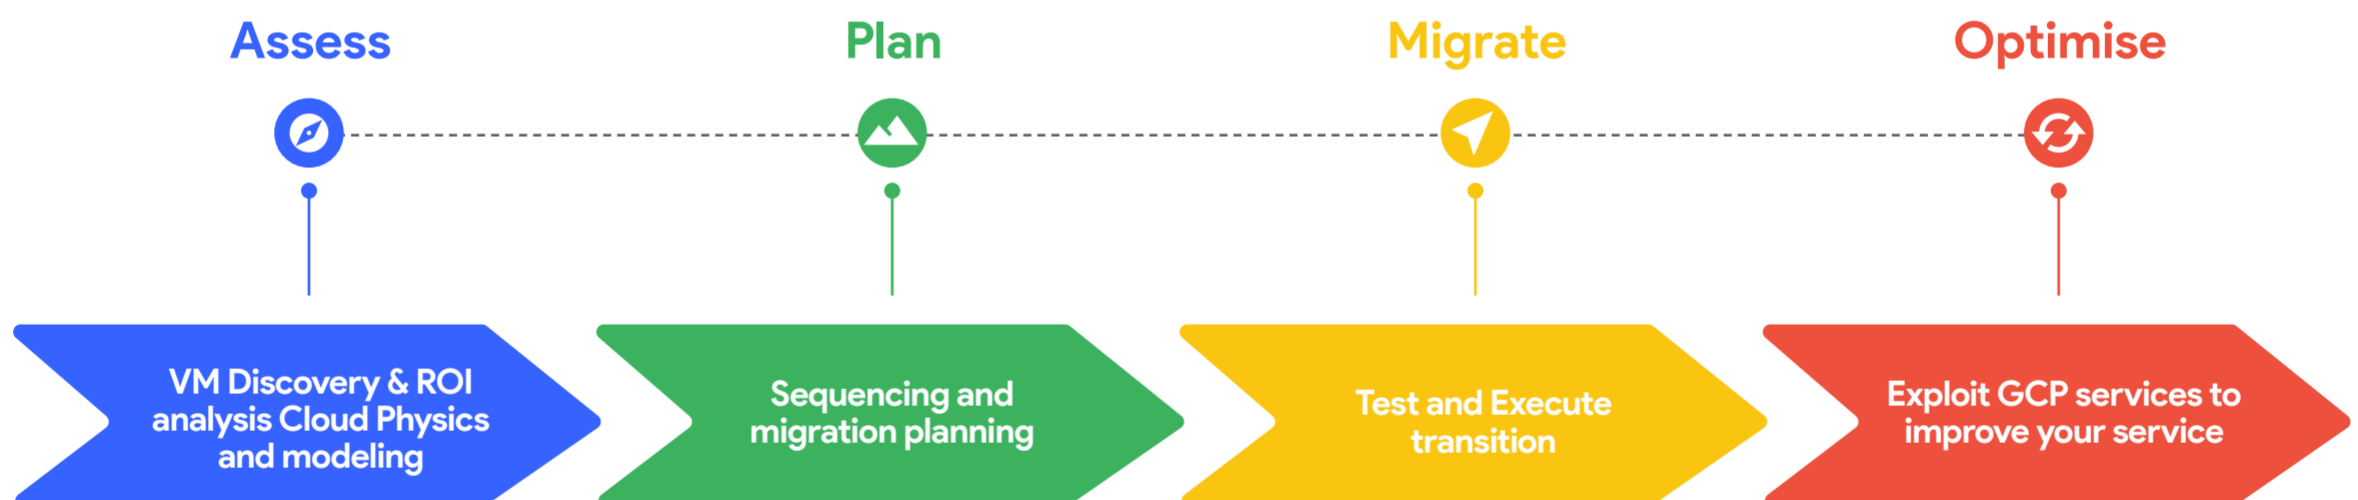 Assess
Plan
Migrate
Optimise
VM Discovery & ROI
analysis Cloud Physics
and modeling
Sequencing and
migration planning
Test and Execute
transition
Exploit GCP services to
improve your service